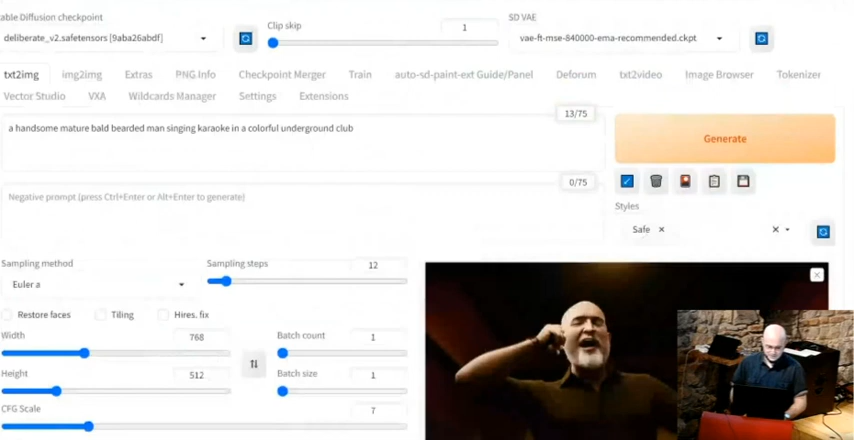 able Diffusion checkpoint
deliberate_v2.safetensors [9aba26abdf]
Clip skip
1
SD VAE
vae-ft-mse-840000-ema-recommended.ckpt
txt2img img2img Extras PNG Info Checkpoint Merger Train auto-sd-paint-ext Guide/Panel Deforum txt2video Image Browser Tokenizer
Vector Studio VXA Wildcards Manager Settings Extensions
13/75
a handsome mature bald bearded man singing karaoke in a colorful underground club
Generate
0/75
Negative prompt (press Ctrl+Enter or Alt+Enter to generate)
Styles
Safe ×
×
Sampling method
Euler a
Sampling steps
12
Restore faces Tiling Hires. fix
Width
768
Batch count
1
Height
512
Batch size
1
CFG Scale
7